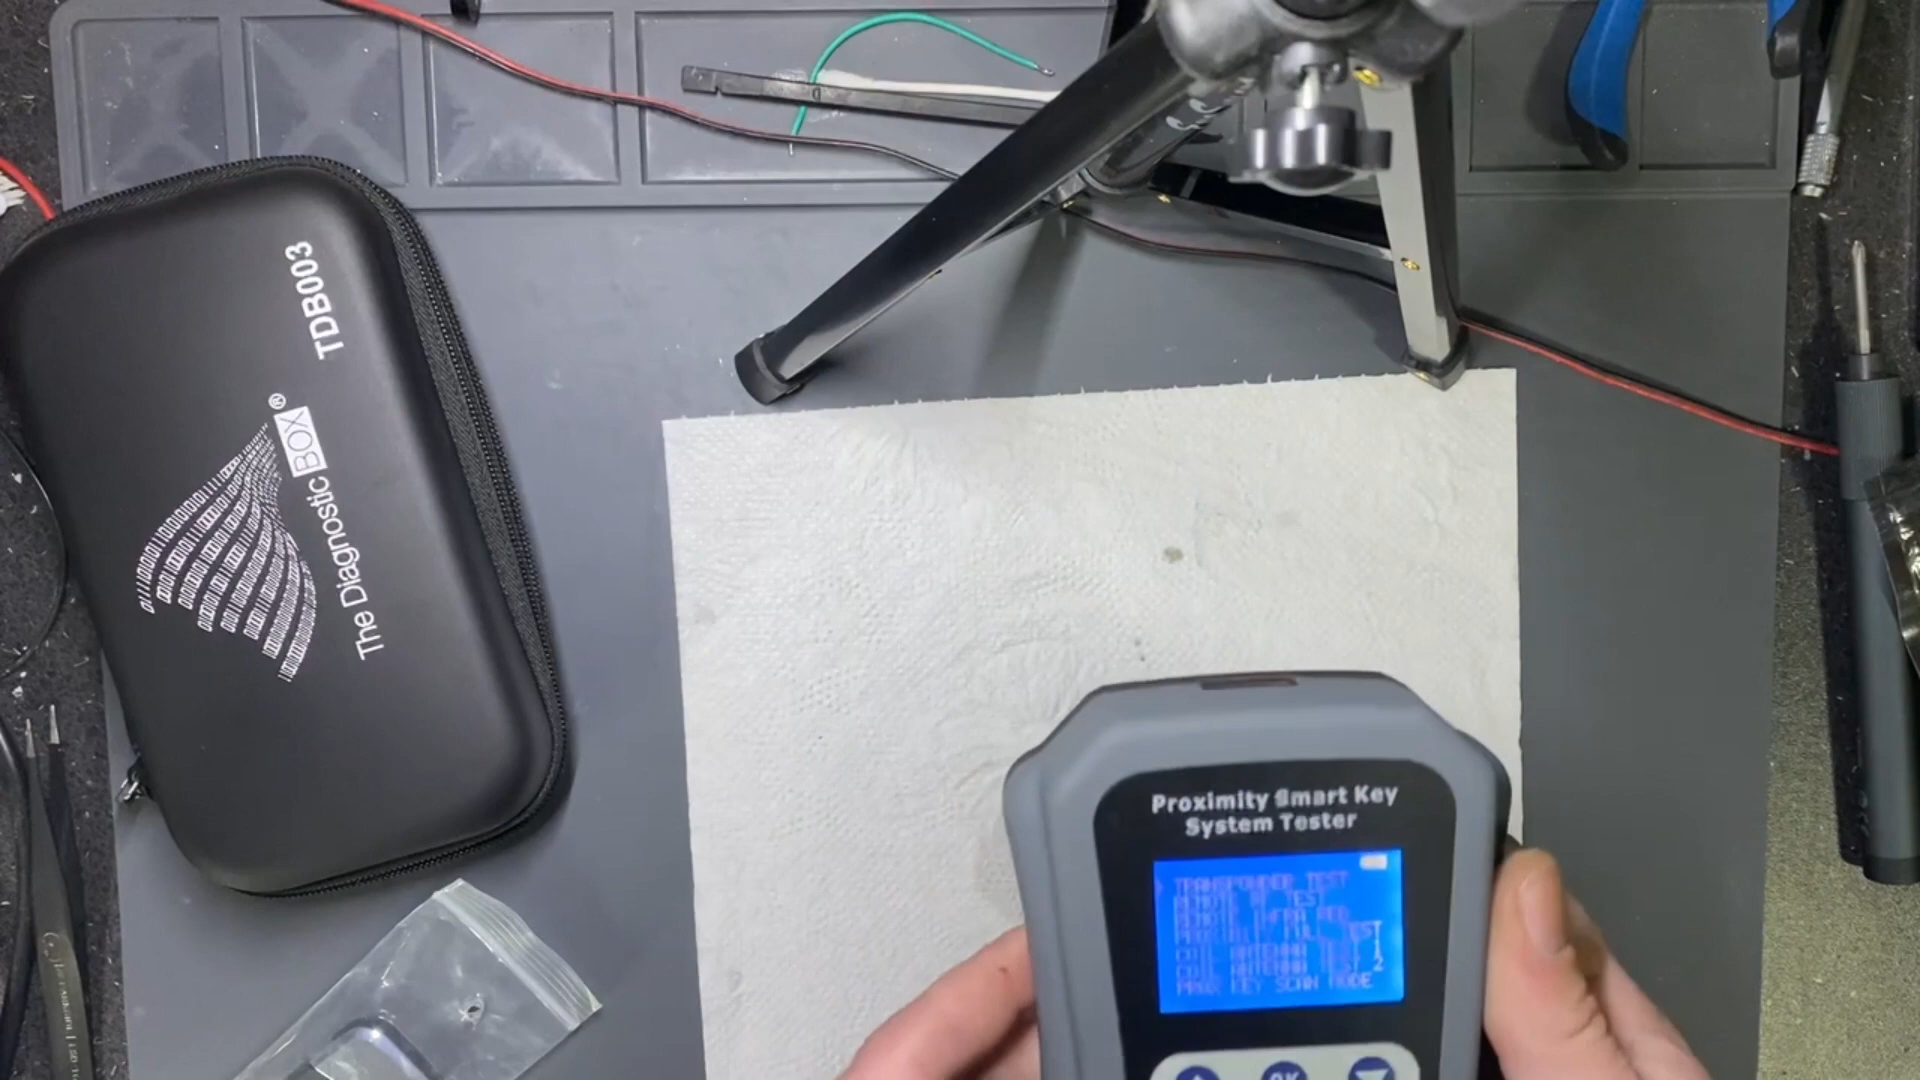 TDB003
The Diagnostic BOX®
Proximity Smart Key
System Tester
TRANSPONDER TEST
REMOTE RF TEST
REMOTE INFRA RED
PROXIMITY FULL TEST
COIL ANTENNA TEST 1
COIL ANTENNA TEST 2
PROX KEY SCAN MODE
OK